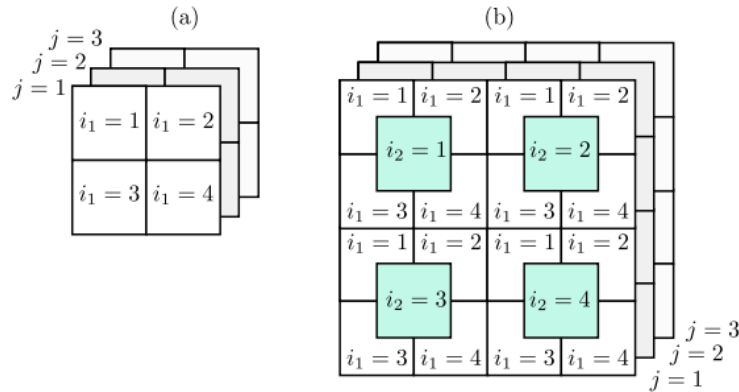 (a)
j = 3
j = 2
j = 1
i₁ = 1 i₁ = 2
i₁ = 3 i₁ = 4
(b)
i₁ = 1 i₁ = 2 i₁ = 1 i₁ = 2
i₂ = 1 i₂ = 2
i₁ = 3 i₁ = 4 i₁ = 3 i₁ = 4
i₁ = 1 i₁ = 2 i₁ = 1 i₁ = 2
i₂ = 3 i₂ = 4
i₁ = 3 i₁ = 4 i₁ = 3 i₁ = 4
j = 3
j = 2
j = 1